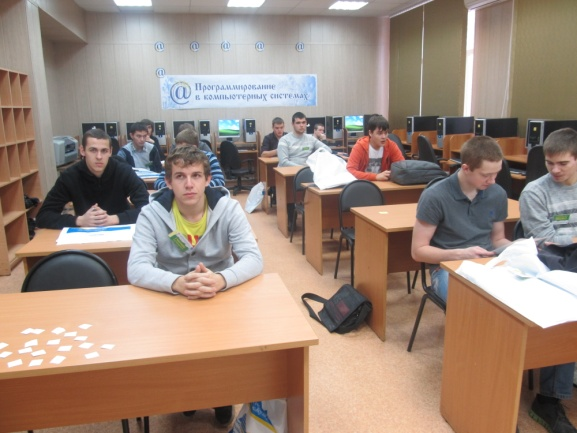 @ @ @ @ @
@
@ Программирование
в компьютерных системах